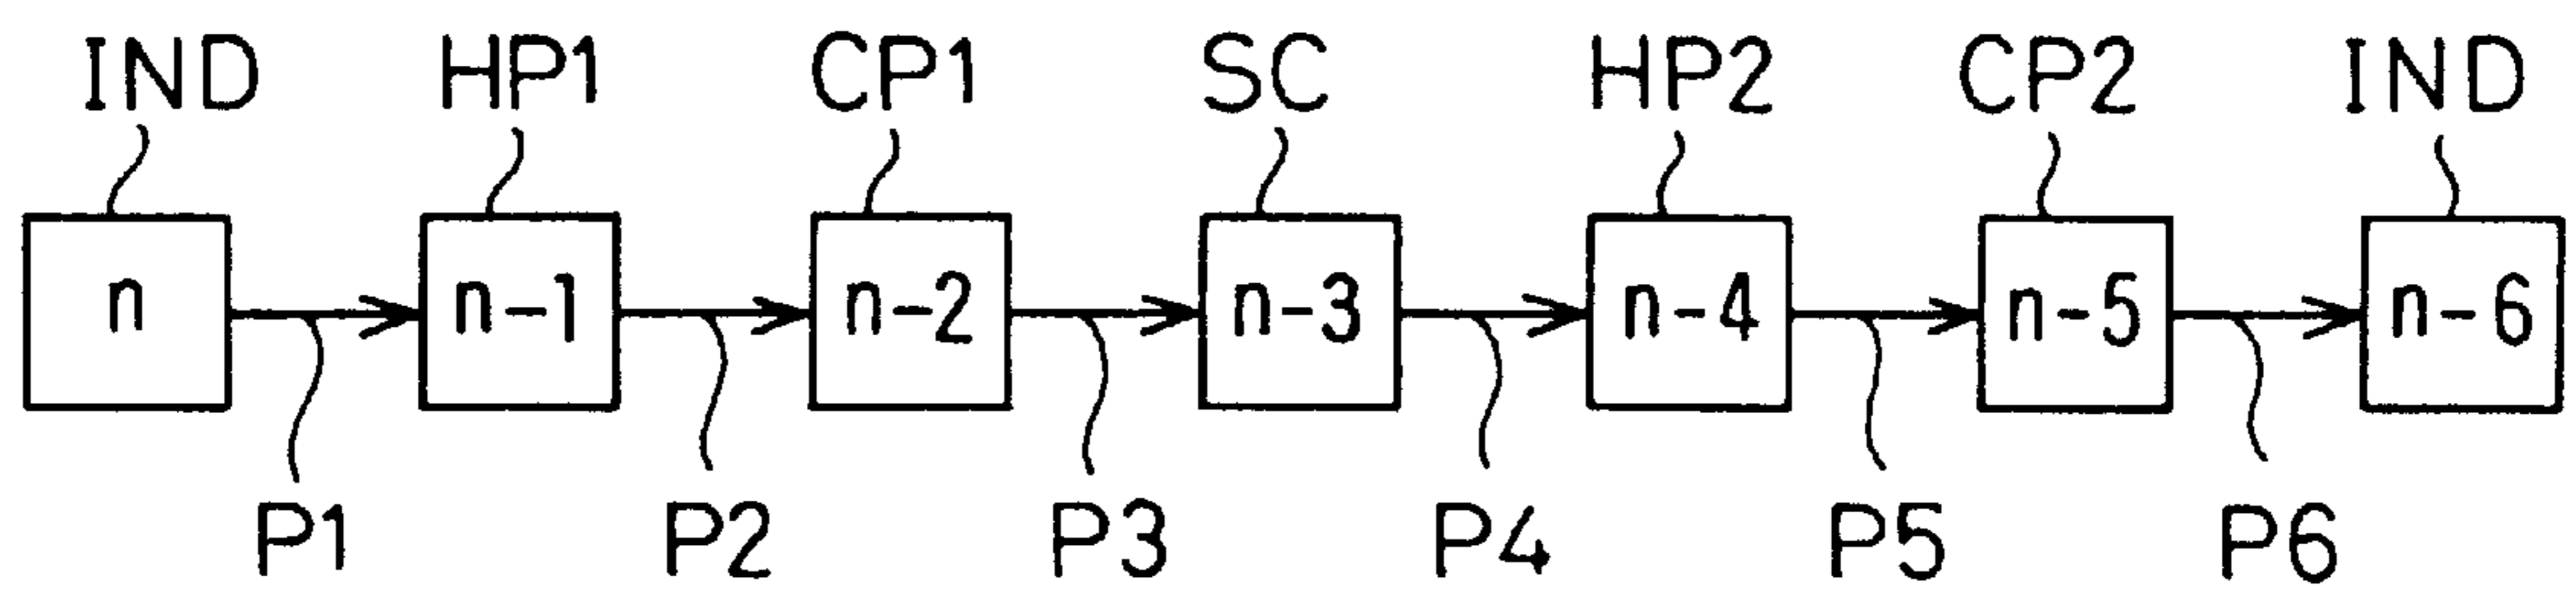 IND HP1 CP1 SC HP2 CP2 IND
n n-1 n-2 n-3 n-4 n-5 n-6
P1 P2 P3 P4 P5 P6